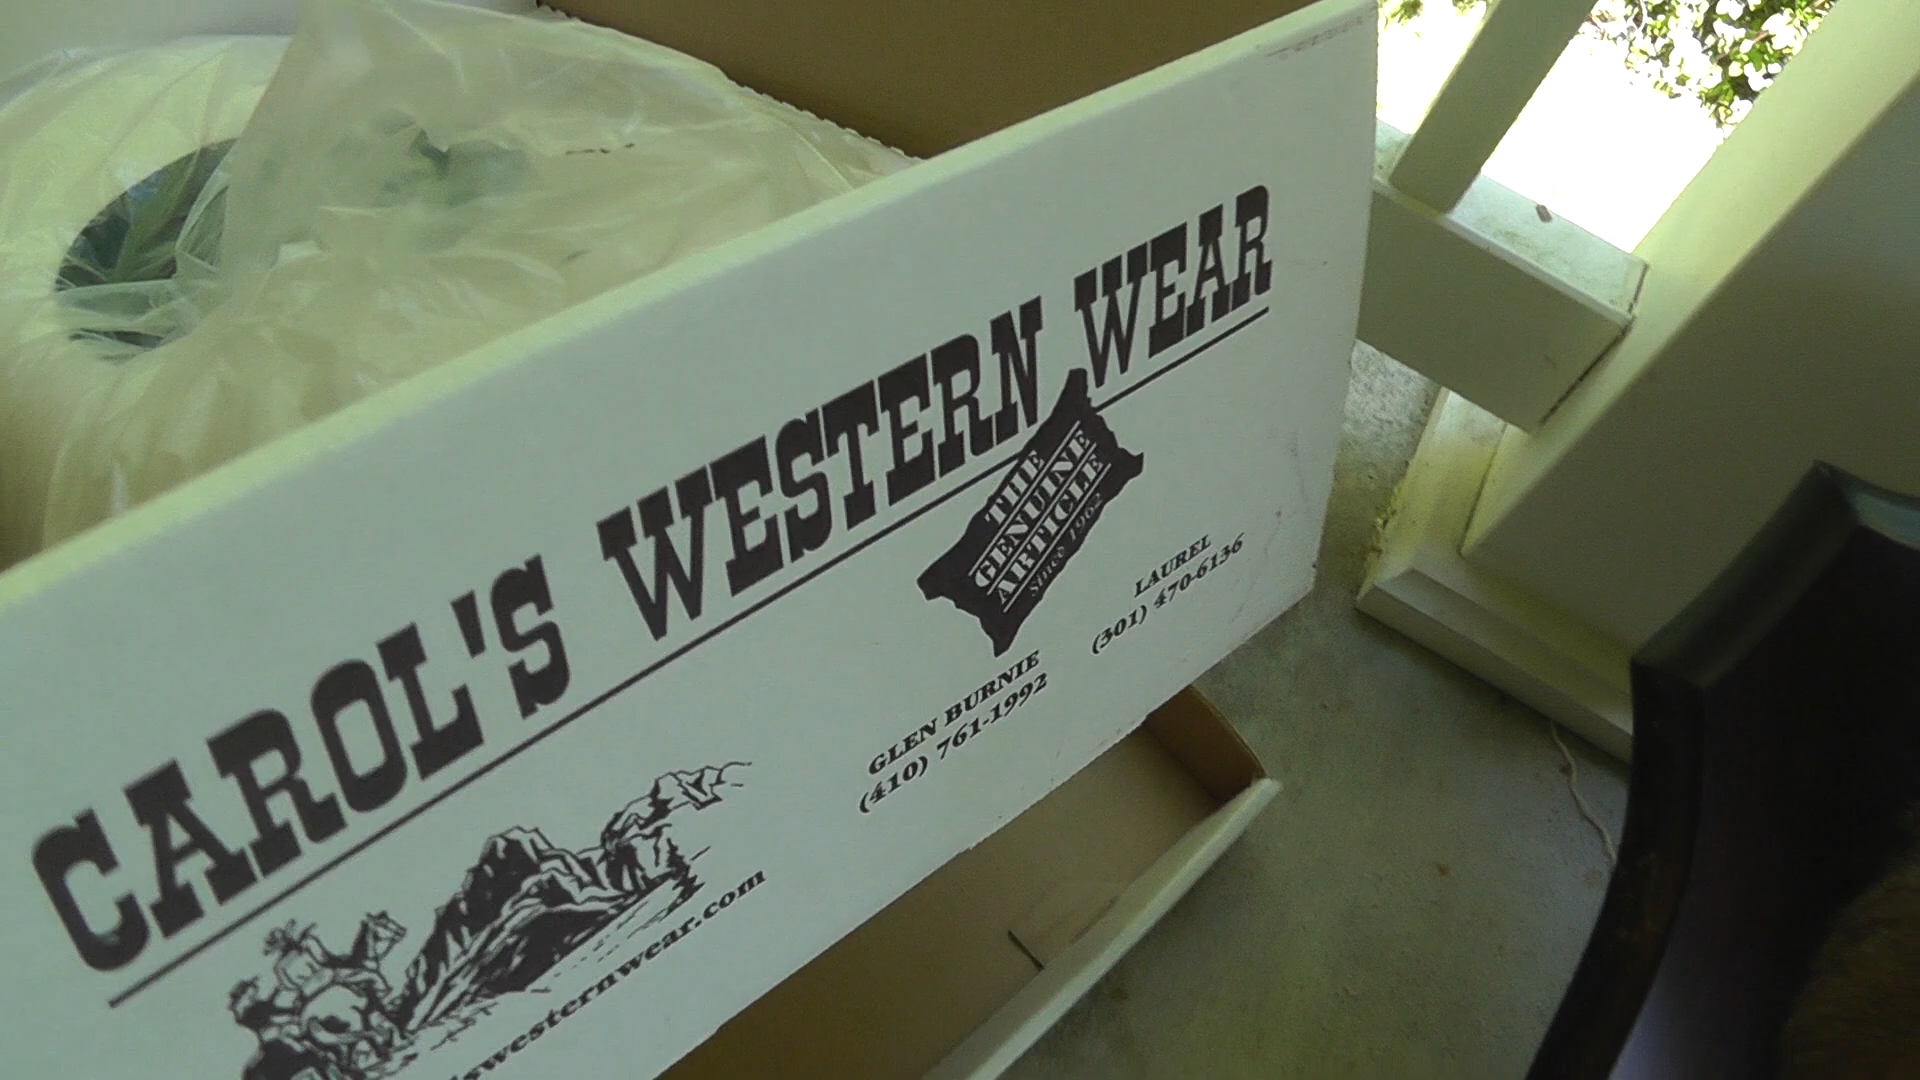 CAROL'S WESTERN WEAR
THE
GENUINE
ARTICLE
Since 1962
LAUREL
(301) 470-6136
GLEN BURNIE
(410) 761-1992
swesternwear.com